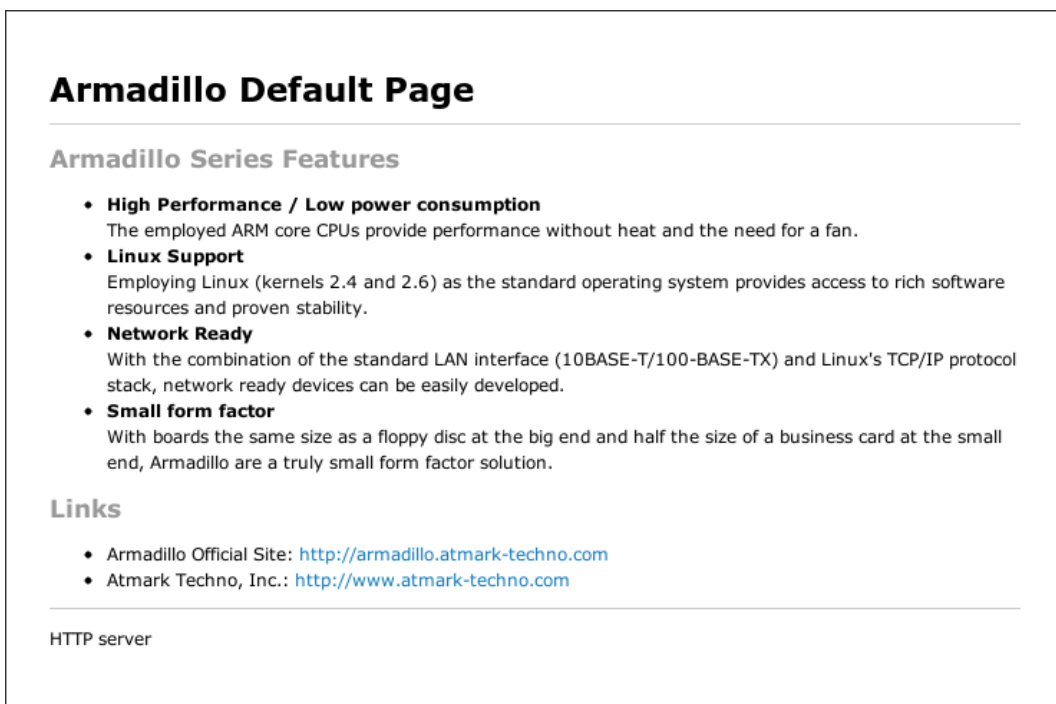 Armadillo Default Page
Armadillo Series Features
• High Performance / Low power consumption
The employed ARM core CPUs provide performance without heat and the need for a fan.
• Linux Support
Employing Linux (kernels 2.4 and 2.6) as the standard operating system provides access to rich software
resources and proven stability.
• Network Ready
With the combination of the standard LAN interface (10BASE-T/100-BASE-TX) and Linux's TCP/IP protocol
stack, network ready devices can be easily developed.
• Small form factor
With boards the same size as a floppy disc at the big end and half the size of a business card at the small
end, Armadillo are a truly small form factor solution.
Links
• Armadillo Official Site: http://armadillo.atmark-techno.com
• Atmark Techno, Inc.: http://www.atmark-techno.com
HTTP server